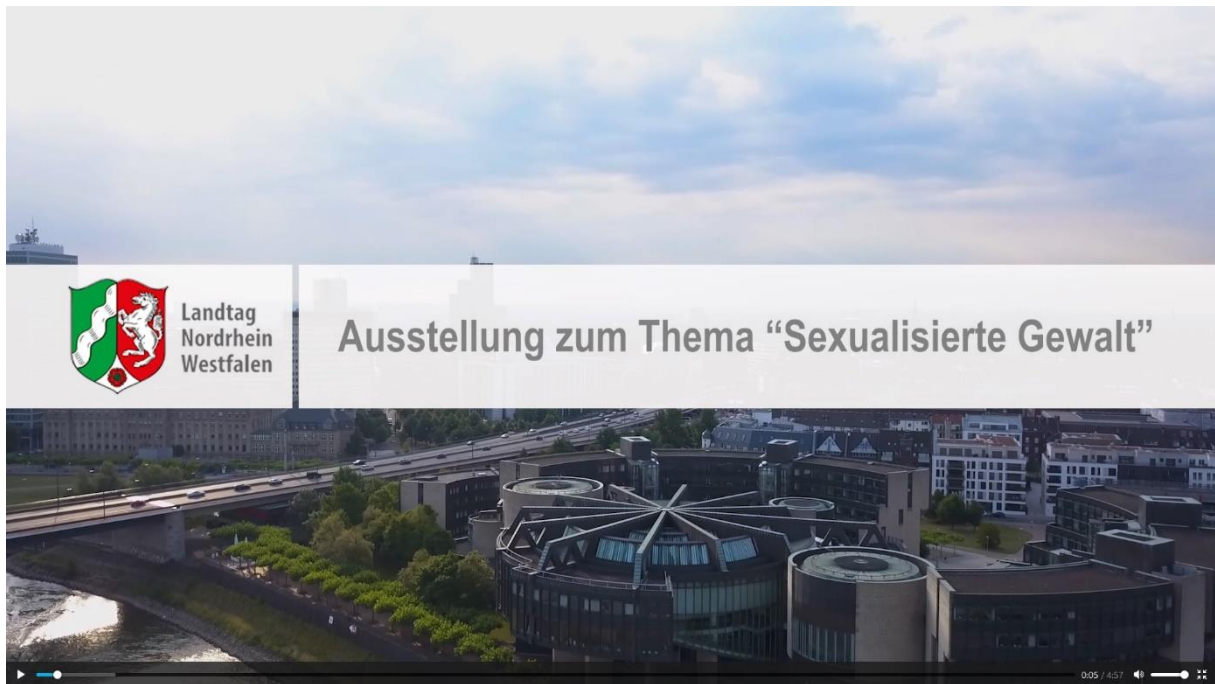 Landtag
Nordrhein
Westfalen
Ausstellung zum Thema “Sexualisierte Gewalt”
0:05 / 4:57